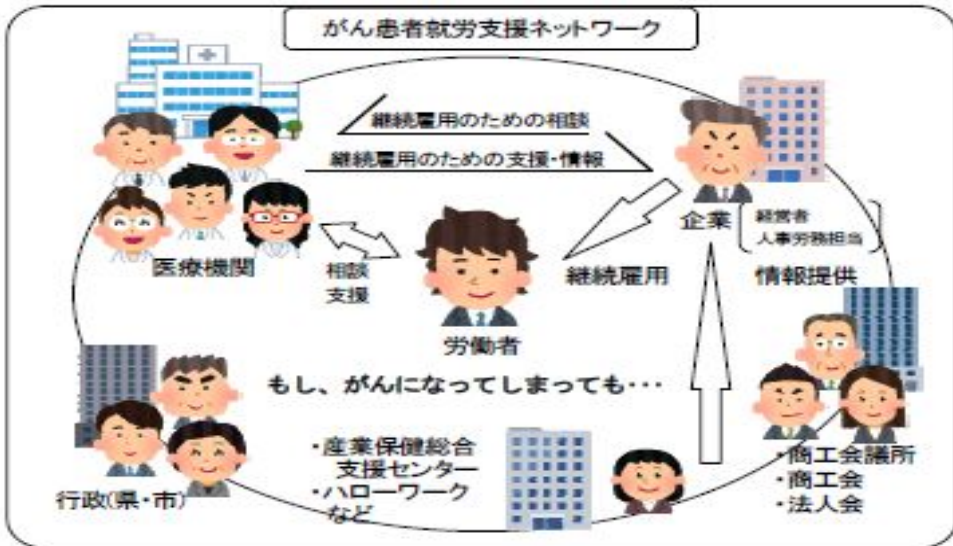 がん患者就労支援ネットワーク
継続雇用のための相談
継続雇用のための支援・情報
企業
経営者
人事労務担当
医療機関
相談
支援
継続雇用
情報提供
労働者
もし、がんになってしまっても・・・
行政(県・市)
・産業保健総合
支援センター
・ハローワーク
など
・商工会議所
・商工会
・法人会